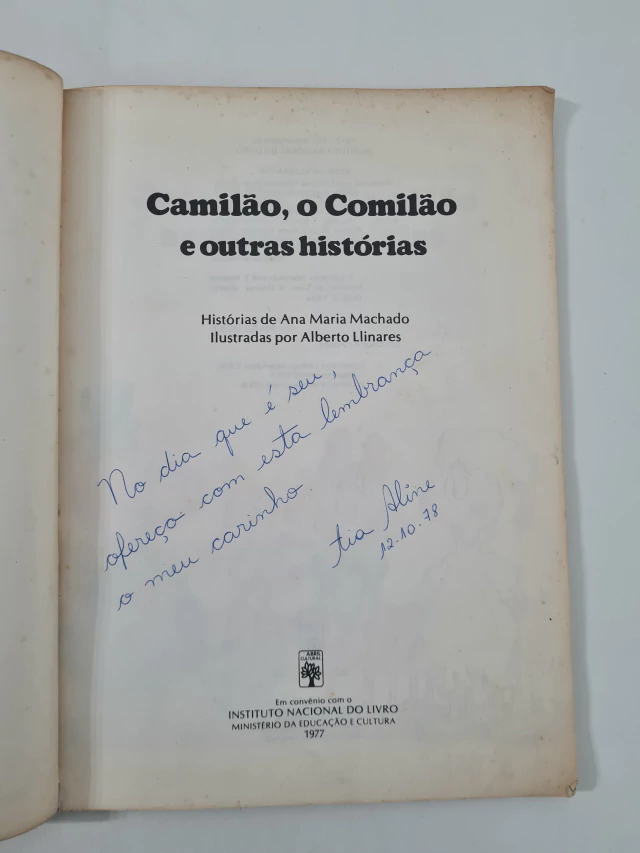 Camilão, o Comilão
e outras histórias
Histórias de Ana Maria Machado
Ilustradas por Alberto Llinares
No dia que é seu,
ofereço com esta lembrança
o meu carinho.
tia Aline
12.10.78
ABRIL
CULTURAL
Em convênio com o
INSTITUTO NACIONAL DO LIVRO
MINISTÉRIO DA EDUCAÇÃO E CULTURA
1977